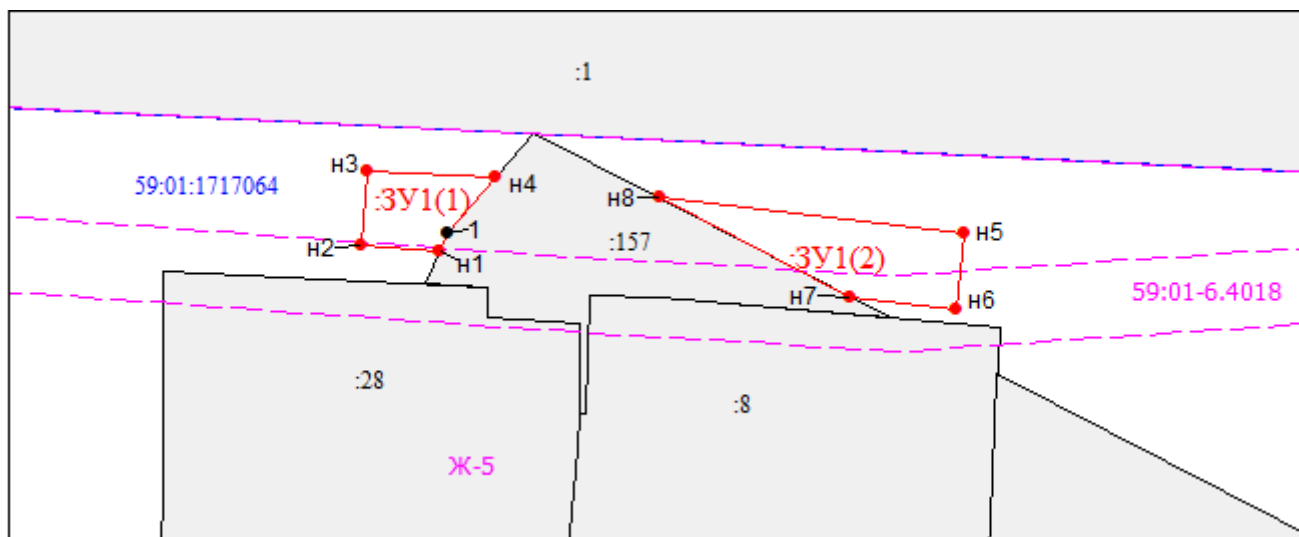 :1
н3
59:01:1717064
:ЗУ1(1)
н4
н8
1
:157
н5
н2
н1
:ЗУ1(2)
н7
н6
59:01-6.4018
:28
:8
Ж-5